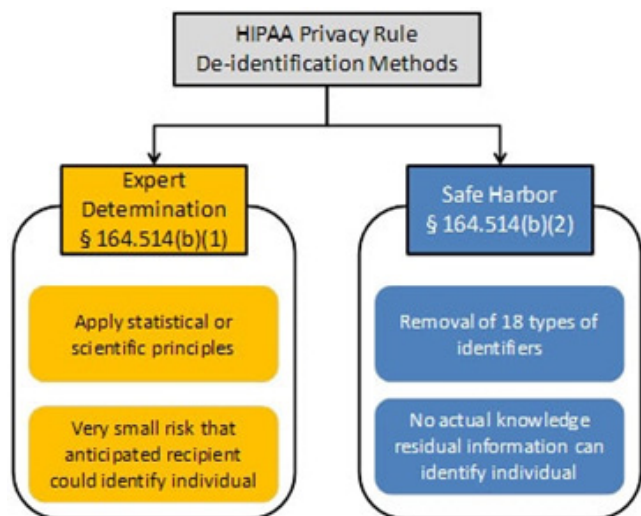 HIPAA Privacy Rule
De-identification Methods
Expert
Determination
§ 164.514(b)(1)
Apply statistical or
scientific principles
Very small risk that
anticipated recipient
could identify individual
Safe Harbor
§ 164.514(b)(2)
Removal of 18 types of
identifiers
No actual knowledge
residual information can
identify individual